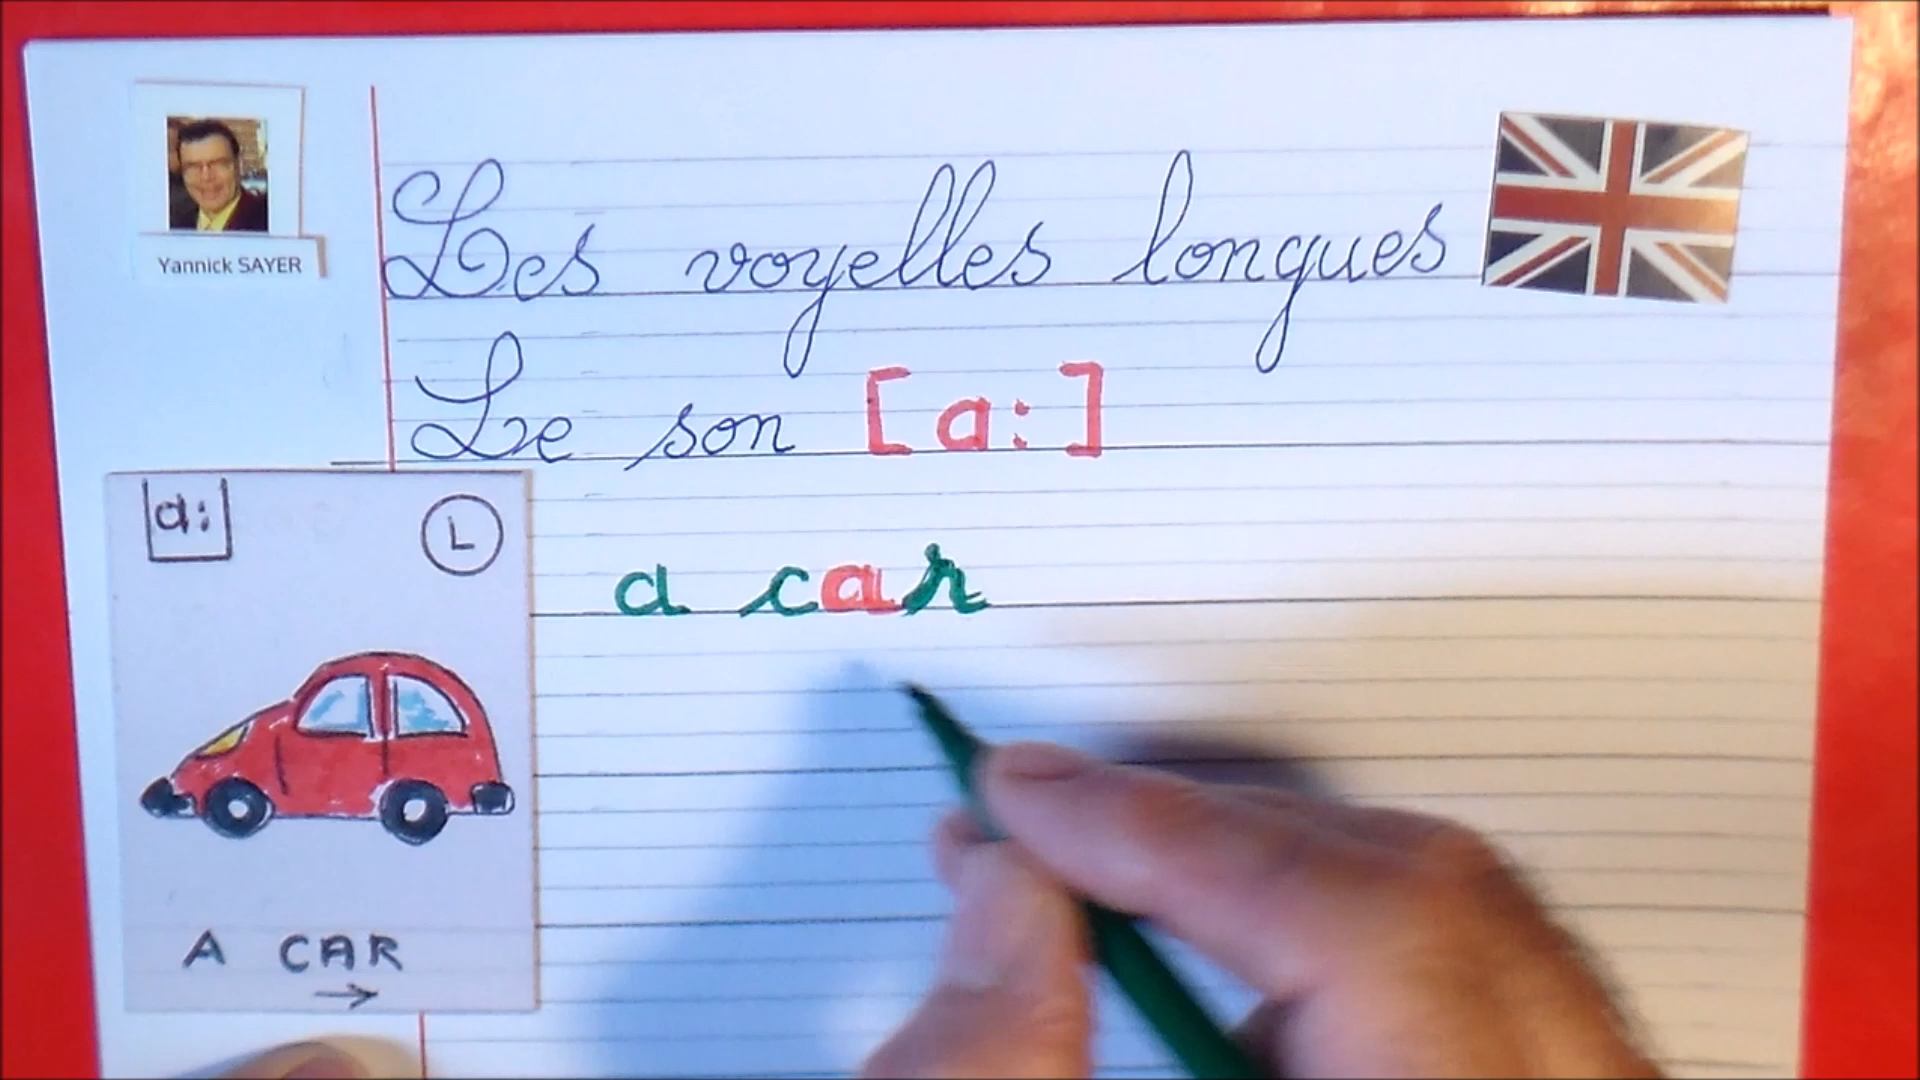 Yannick SAYER
Les voyelles longues
Le son [a:]
a:
L
a car
A CAR